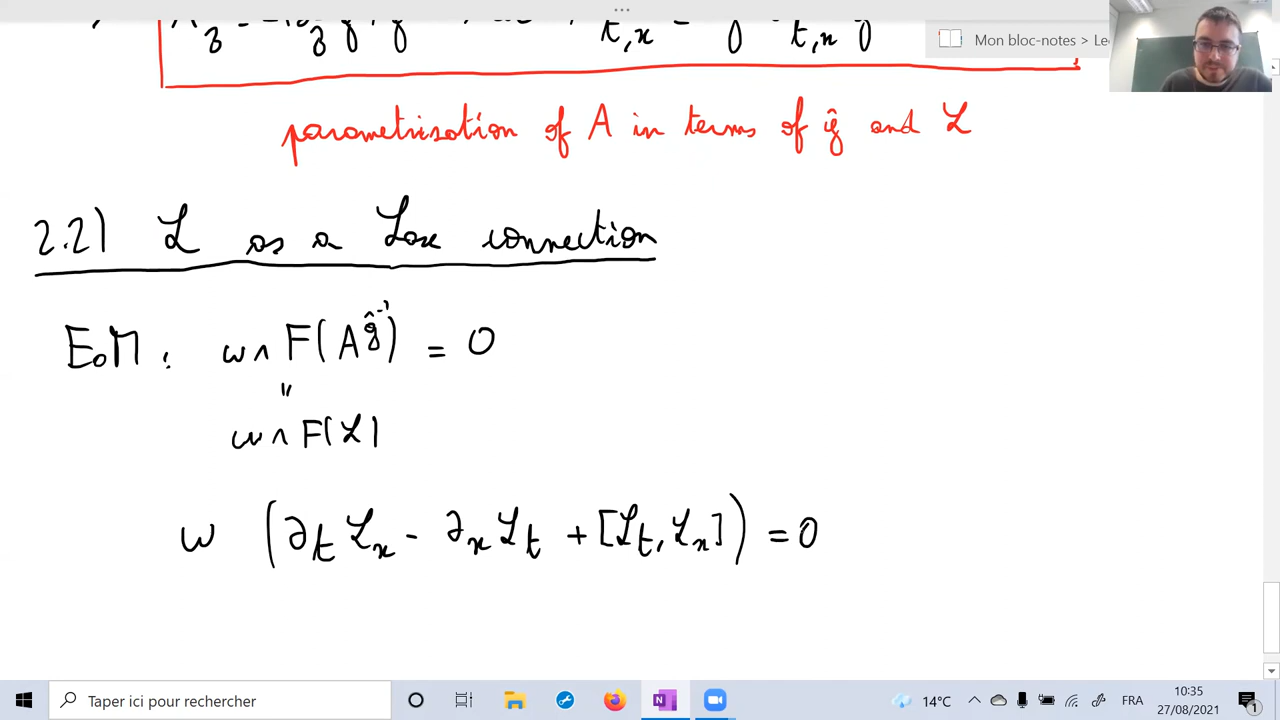 Mon bloc-notes > Le
parametrisation of A in terms of ĝ and ℒ
2.2) ℒ as a Lax connection
EoM : ω ∧ F(A^{ĝ^{-1}}) = 0
"
ω ∧ F(ℒ)
ω (∂_t ℒ_x - ∂_x ℒ_t + [ℒ_t, ℒ_x]) = 0
Taper ici pour rechercher
14°C
FRA
10:35
27/08/2021
1